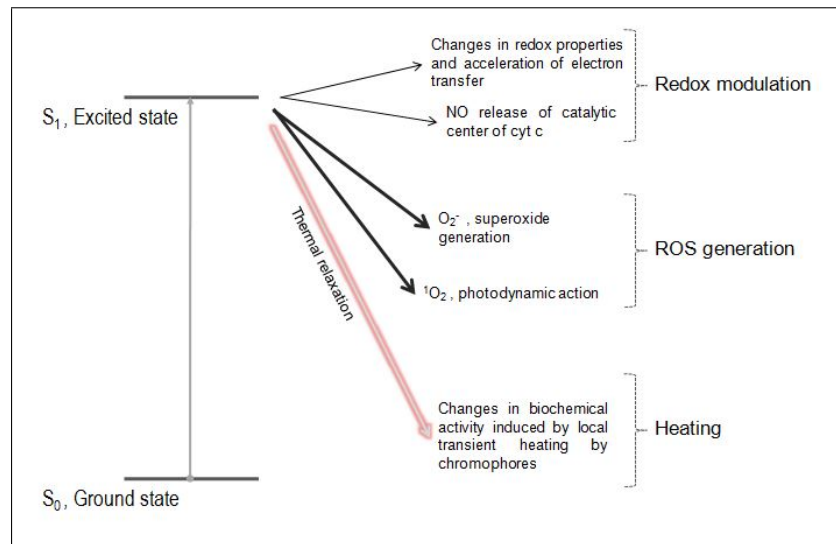 Changes in redox properties
and acceleration of electron
transfer
Redox modulation
NO release of catalytic
center of cyt c
S₁, Excited state
O₂⁻ , superoxide
generation
ROS generation
¹O₂ , photodynamic action
Thermal relaxation
Changes in biochemical
activity induced by local
transient heating by
chromophores
Heating
S₀, Ground state